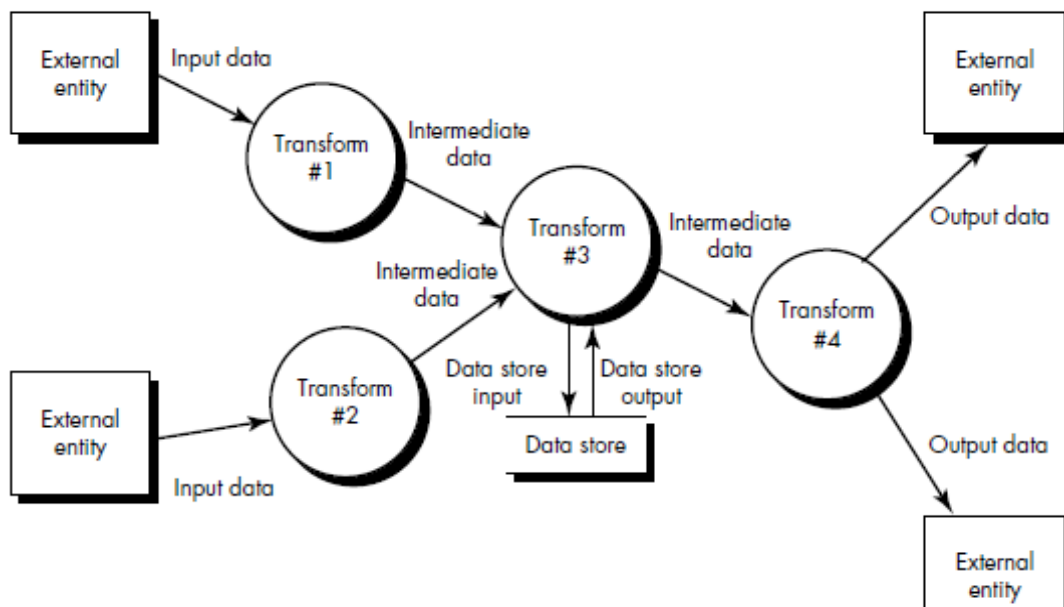 External
entity
Input data
Transform
#1
Intermediate
data
External
entity
Output data
Transform
#3
Intermediate
data
Intermediate
data
Transform
#4
External
entity
Input data
Transform
#2
Data store
input
Data store
output
Data store
Output data
External
entity